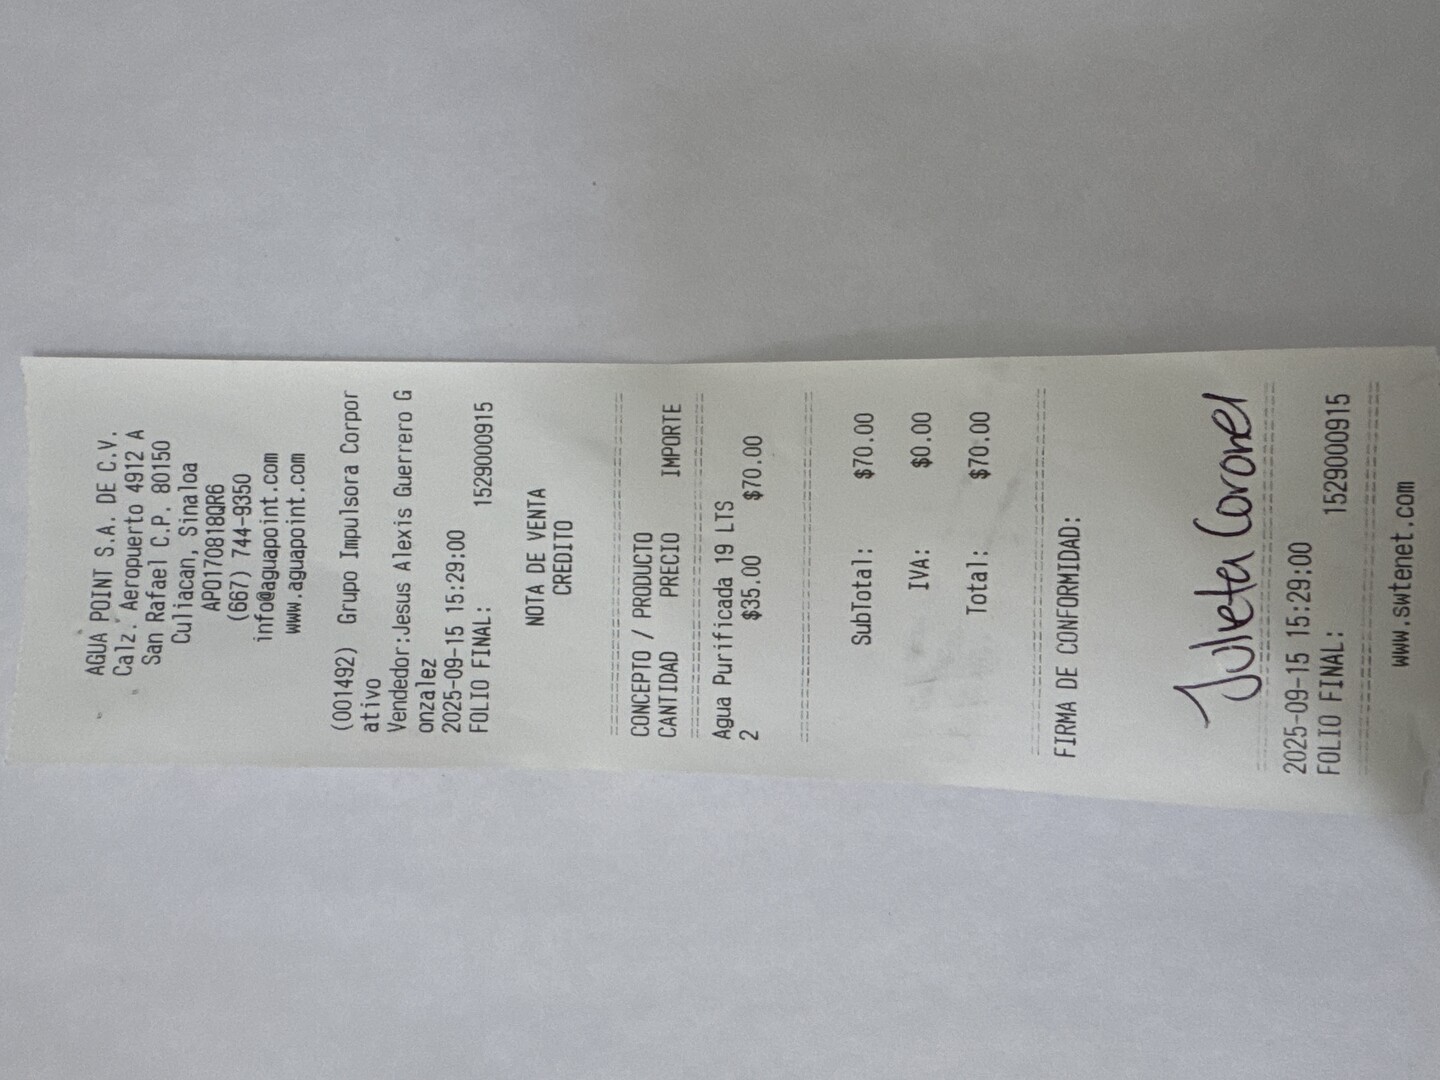 AGUA POINT S.A. DE C.V.
Calz. Aeropuerto 4912 A
San Rafael C.P. 80150
Culiacan, Sinaloa
APO170818QR6
(667) 744-9350
info@aguapoint.com
www.aguapoint.com
(001492) Grupo Impulsora Corpor
ativo
Vendedor:Jesus Alexis Guerrero G
onzalez
2025-09-15 15:29:00
FOLIO FINAL: 1529000915
NOTA DE VENTA
CREDITO
CONCEPTO / PRODUCTO
CANTIDAD PRECIO IMPORTE
Agua Purificada 19 LTS
2 $35.00 $70.00
SubTotal: $70.00
IVA: $0.00
Total: $70.00
FIRMA DE CONFORMIDAD:
Julieta Coronel
2025-09-15 15:29:00
FOLIO FINAL: 1529000915
www.swtenet.com